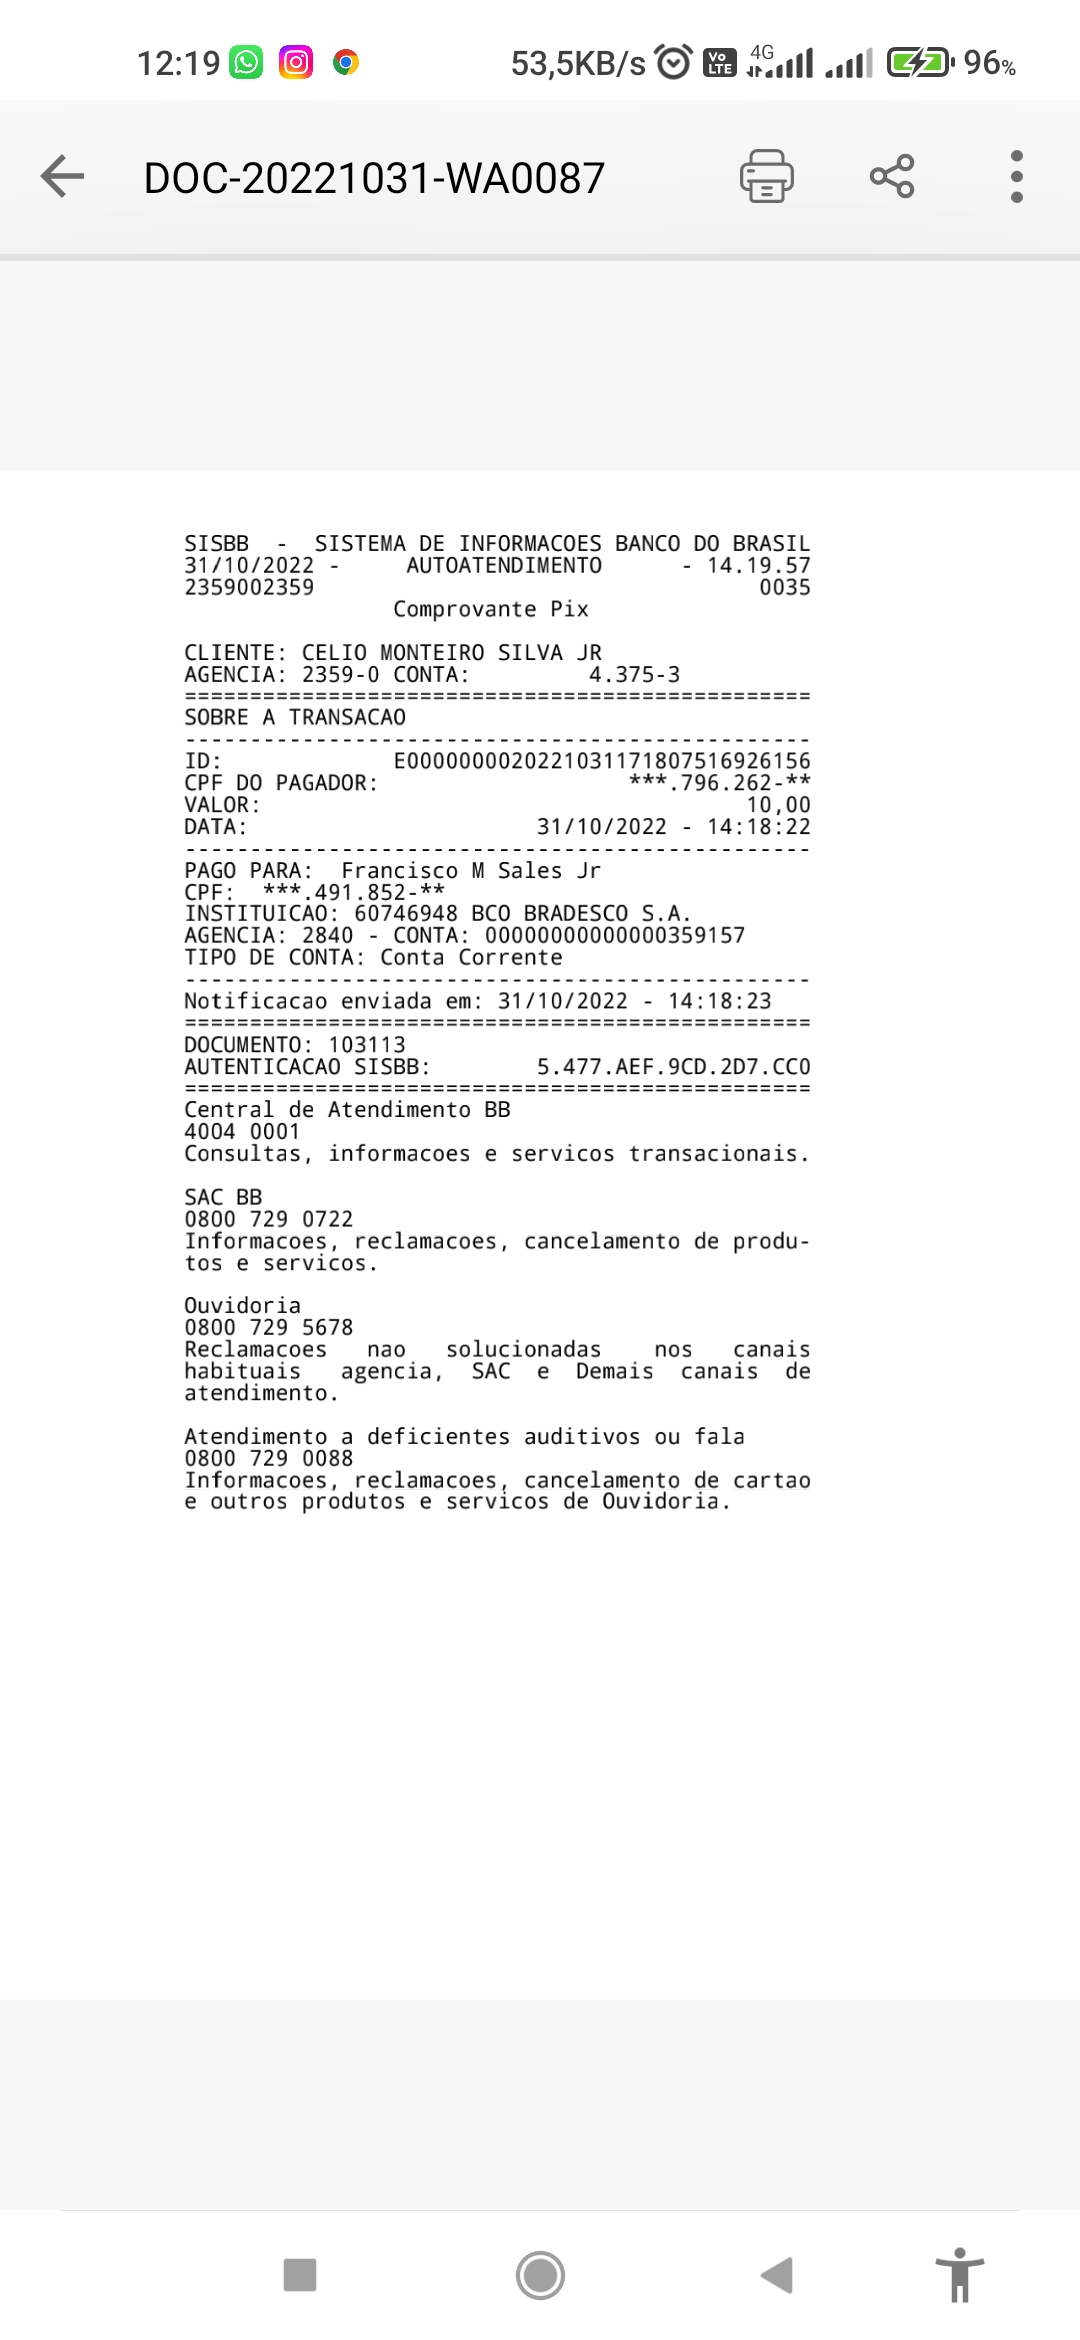 12:19 53,5KB/s Vo LTE 4G 96%
DOC-20221031-WA0087
SISBB - SISTEMA DE INFORMACOES BANCO DO BRASIL
31/10/2022 - AUTOATENDIMENTO - 14.19.57
2359002359 0035
Comprovante Pix
CLIENTE: CELIO MONTEIRO SILVA JR
AGENCIA: 2359-0 CONTA: 4.375-3
================================================
SOBRE A TRANSACAO
------------------------------------------------
ID: E0000000020221031171807516926156
CPF DO PAGADOR: ***.796.262-**
VALOR: 10,00
DATA: 31/10/2022 - 14:18:22
------------------------------------------------
PAGO PARA: Francisco M Sales Jr
CPF: ***.491.852-**
INSTITUICAO: 60746948 BCO BRADESCO S.A.
AGENCIA: 2840 - CONTA: 00000000000000359157
TIPO DE CONTA: Conta Corrente
------------------------------------------------
Notificacao enviada em: 31/10/2022 - 14:18:23
================================================
DOCUMENTO: 103113
AUTENTICACAO SISBB: 5.477.AEF.9CD.2D7.CC0
================================================
Central de Atendimento BB
4004 0001
Consultas, informacoes e servicos transacionais.
SAC BB
0800 729 0722
Informacoes, reclamacoes, cancelamento de produ-
tos e servicos.
Ouvidoria
0800 729 5678
Reclamacoes nao solucionadas nos canais
habituais agencia, SAC e Demais canais de
atendimento.
Atendimento a deficientes auditivos ou fala
0800 729 0088
Informacoes, reclamacoes, cancelamento de cartao
e outros produtos e servicos de Ouvidoria.